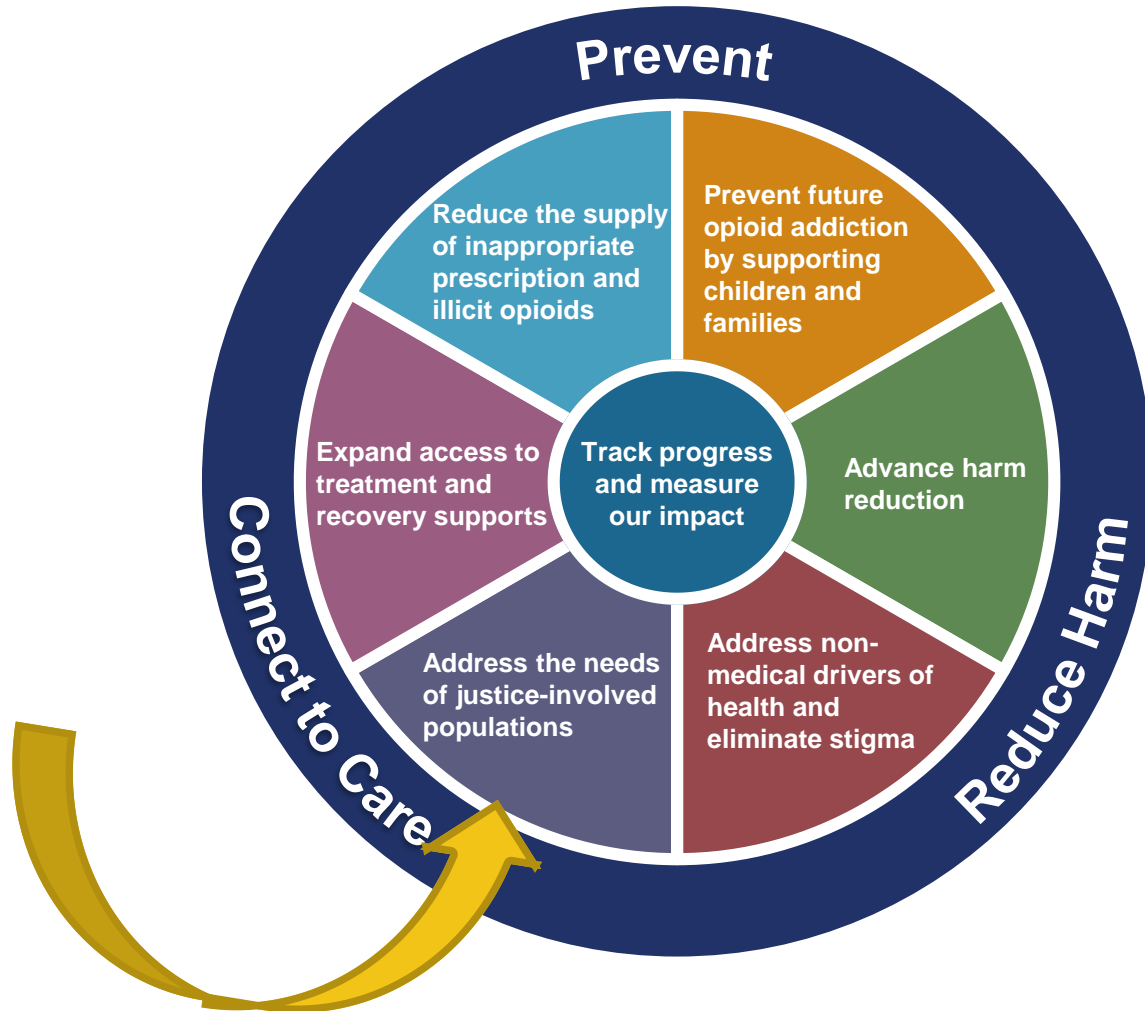 Prevent
Reduce the supply
of inappropriate
prescription and
illicit opioids
Prevent future
opioid addiction
by supporting
children and
families
Expand access to
treatment and
recovery supports
Track progress
and measure
our impact
Advance harm
reduction
Address the needs
of justice-involved
populations
Address non-
medical drivers of
health and
eliminate stigma
Connect to Care
Reduce Harm